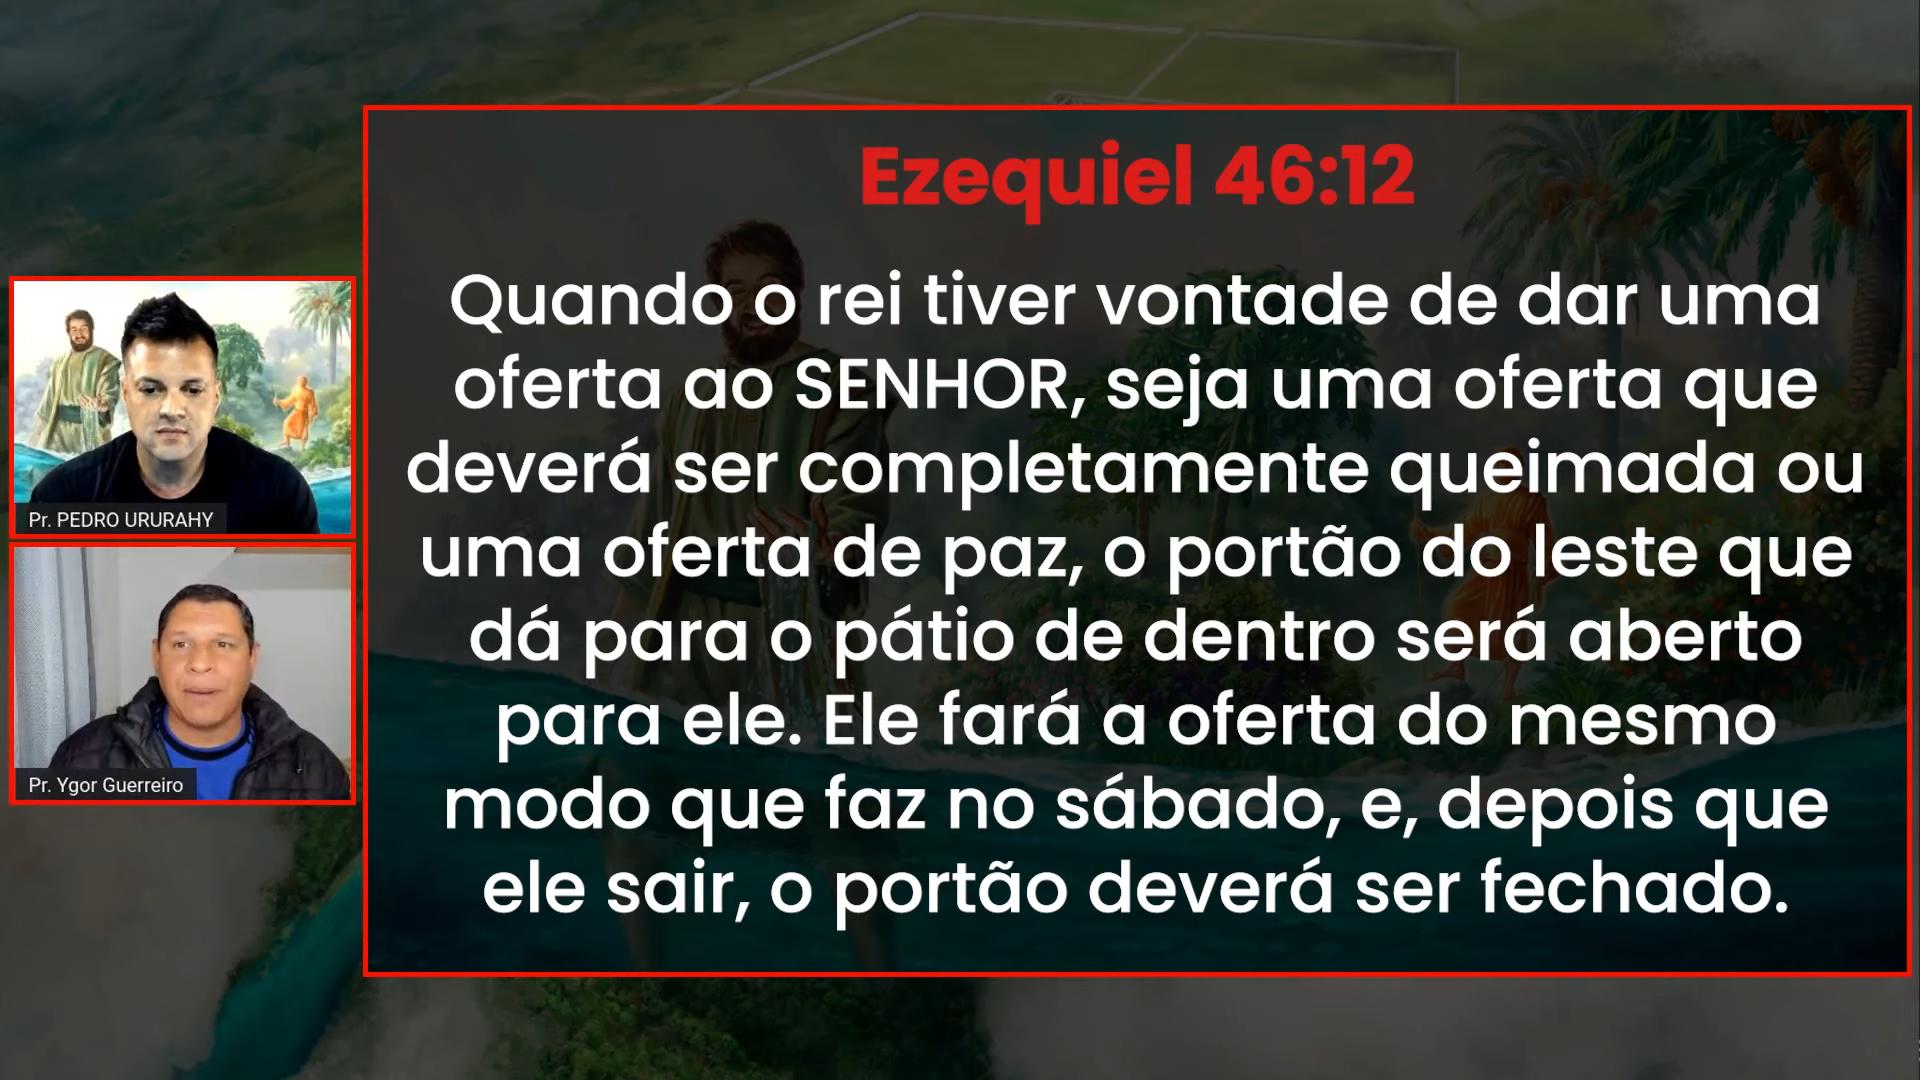 Ezequiel 46:12
Quando o rei tiver vontade de dar uma
oferta ao SENHOR, seja uma oferta que
deverá ser completamente queimada ou
uma oferta de paz, o portão do leste que
dá para o pátio de dentro será aberto
para ele. Ele fará a oferta do mesmo
modo que faz no sábado, e, depois que
ele sair, o portão deverá ser fechado.
Pr. PEDRO URURAHY
Pr. Ygor Guerreiro